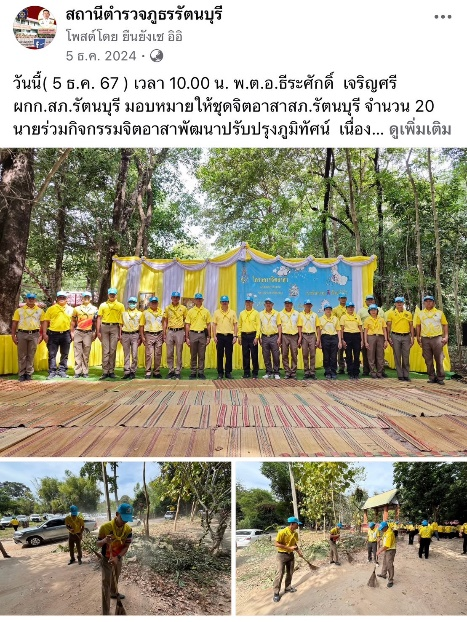 สถานีตำรวจภูธรรัตนบุรี
โพสต์โดย ยืนยังเซ อิอิ
5 ธ.ค. 2024 ·
วันนี้( 5 ธ.ค. 67 ) เวลา 10.00 น. พ.ต.อ.ธีระศักดิ์ เจริญศรี
ผกก.สภ.รัตนบุรี มอบหมายให้ชุดจิตอาสาสภ.รัตนบุรี จำนวน 20
นายร่วมกิจกรรมจิตอาสาพัฒนาปรับปรุงภูมิทัศน์ เนื่อง... ดูเพิ่มเติม